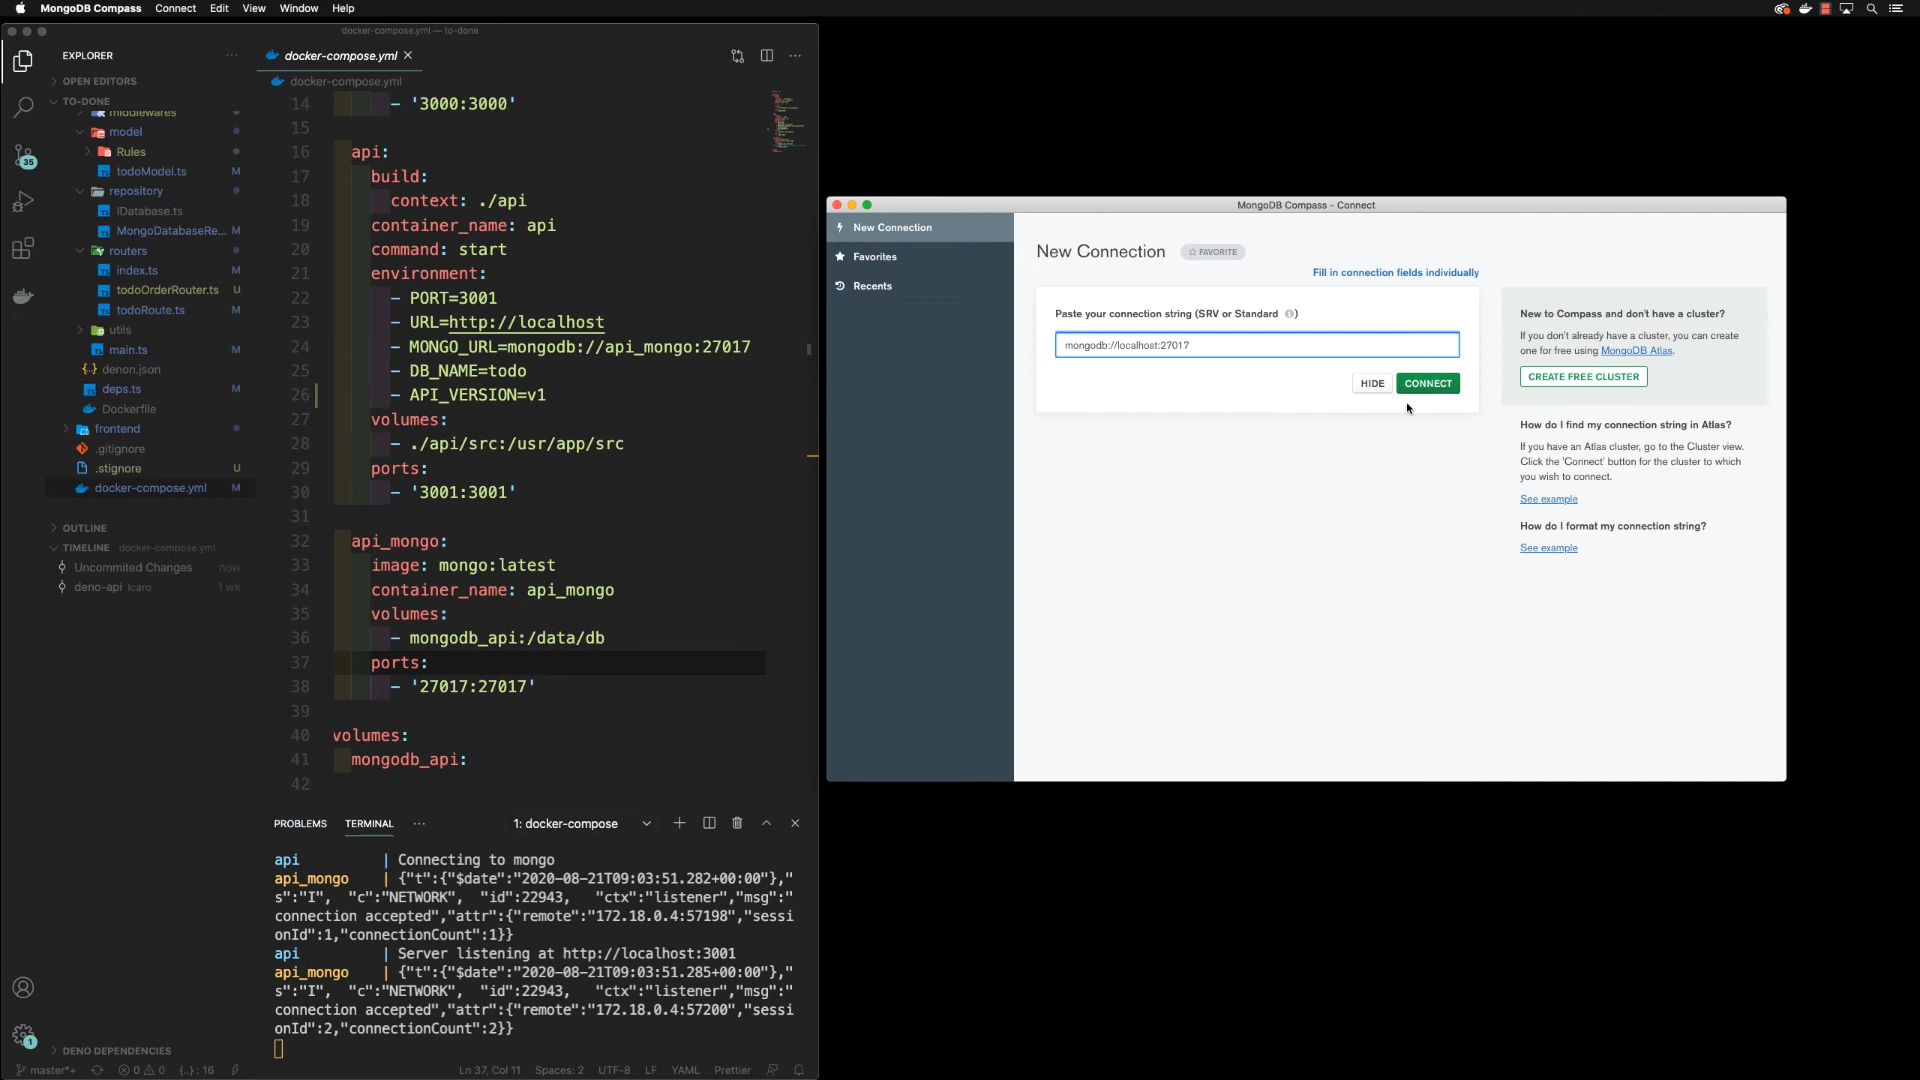 MongoDB Compass Connect Edit View Window Help
docker-compose.yml — to-done
EXPLORER
OPEN EDITORS
TO-DONE
middlewares
model
Rules
todoModel.ts M
repository
IDatabase.ts
MongoDatabaseRe... M
routers
index.ts M
todoOrderRouter.ts U
todoRoute.ts M
utils
main.ts M
denon.json
deps.ts M
Dockerfile
frontend
.gitignore
.stignore U
docker-compose.yml M
OUTLINE
TIMELINE docker-compose.yml
Uncommited Changes now
deno-api Icaro 1 wk
DENO DEPENDENCIES
35
1
docker-compose.yml
docker-compose.yml
14 - '3000:3000'
15
16 api:
17 build:
18 context: ./api
19 container_name: api
20 command: start
21 environment:
22 - PORT=3001
23 - URL=http://localhost
24 - MONGO_URL=mongodb://api_mongo:27017
25 - DB_NAME=todo
26 - API_VERSION=v1
27 volumes:
28 - ./api/src:/usr/app/src
29 ports:
30 - '3001:3001'
31
32 api_mongo:
33 image: mongo:latest
34 container_name: api_mongo
35 volumes:
36 - mongodb_api:/data/db
37 ports:
38 - '27017:27017'
39
40 volumes:
41 mongodb_api:
42
PROBLEMS TERMINAL ... 1: docker-compose
api | Connecting to mongo
api_mongo | {"t":{"$date":"2020-08-21T09:03:51.282+00:00"},"
s":"I", "c":"NETWORK", "id":22943, "ctx":"listener","msg":"
connection accepted","attr":{"remote":"172.18.0.4:57198","sessi
onId":1,"connectionCount":1}}
api | Server listening at http://localhost:3001
api_mongo | {"t":{"$date":"2020-08-21T09:03:51.285+00:00"},"
s":"I", "c":"NETWORK", "id":22943, "ctx":"listener","msg":"
connection accepted","attr":{"remote":"172.18.0.4:57200","sessi
onId":2,"connectionCount":2}}
master*+ 0 0 {..} : 16 Ln 37, Col 11 Spaces: 2 UTF-8 LF YAML Prettier
MongoDB Compass - Connect
New Connection
Favorites
Recents
New Connection FAVORITE
Fill in connection fields individually
Paste your connection string (SRV or Standard )
mongodb://localhost:27017
HIDE CONNECT
New to Compass and don't have a cluster?
If you don't already have a cluster, you can create
one for free using MongoDB Atlas.
CREATE FREE CLUSTER
How do I find my connection string in Atlas?
If you have an Atlas cluster, go to the Cluster view.
Click the 'Connect' button for the cluster to which
you wish to connect.
See example
How do I format my connection string?
See example